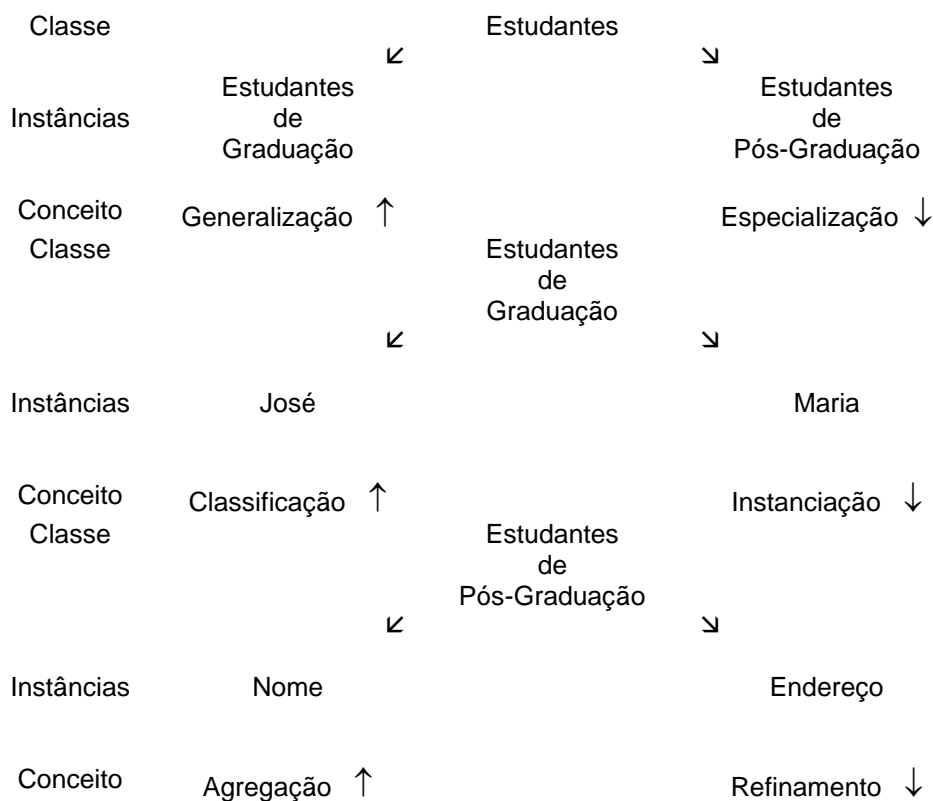 Classe Estudantes
↙ ↘
Estudantes Estudantes
Instâncias de de
Graduação Pós-Graduação
Conceito Generalização ↑ Especialização ↓
Classe Estudantes
de
Graduação
↙ ↘
Instâncias José Maria
Conceito Classificação ↑ Instanciação ↓
Classe Estudantes
de
Pós-Graduação
↙ ↘
Instâncias Nome Endereço
Conceito Agregação ↑ Refinamento ↓